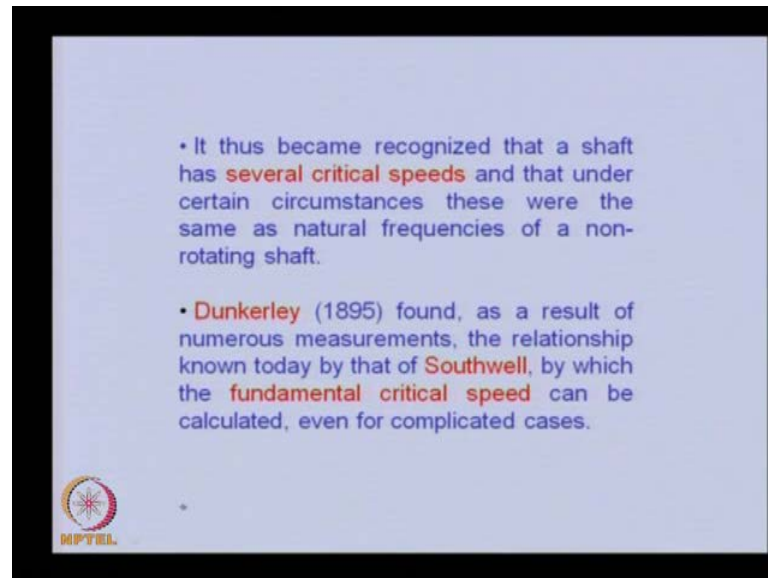 • It thus became recognized that a shaft
has several critical speeds and that under
certain circumstances these were the
same as natural frequencies of a non-
rotating shaft.
• Dunkerley (1895) found, as a result of
numerous measurements, the relationship
known today by that of Southwell, by which
the fundamental critical speed can be
calculated, even for complicated cases.
NPTEL